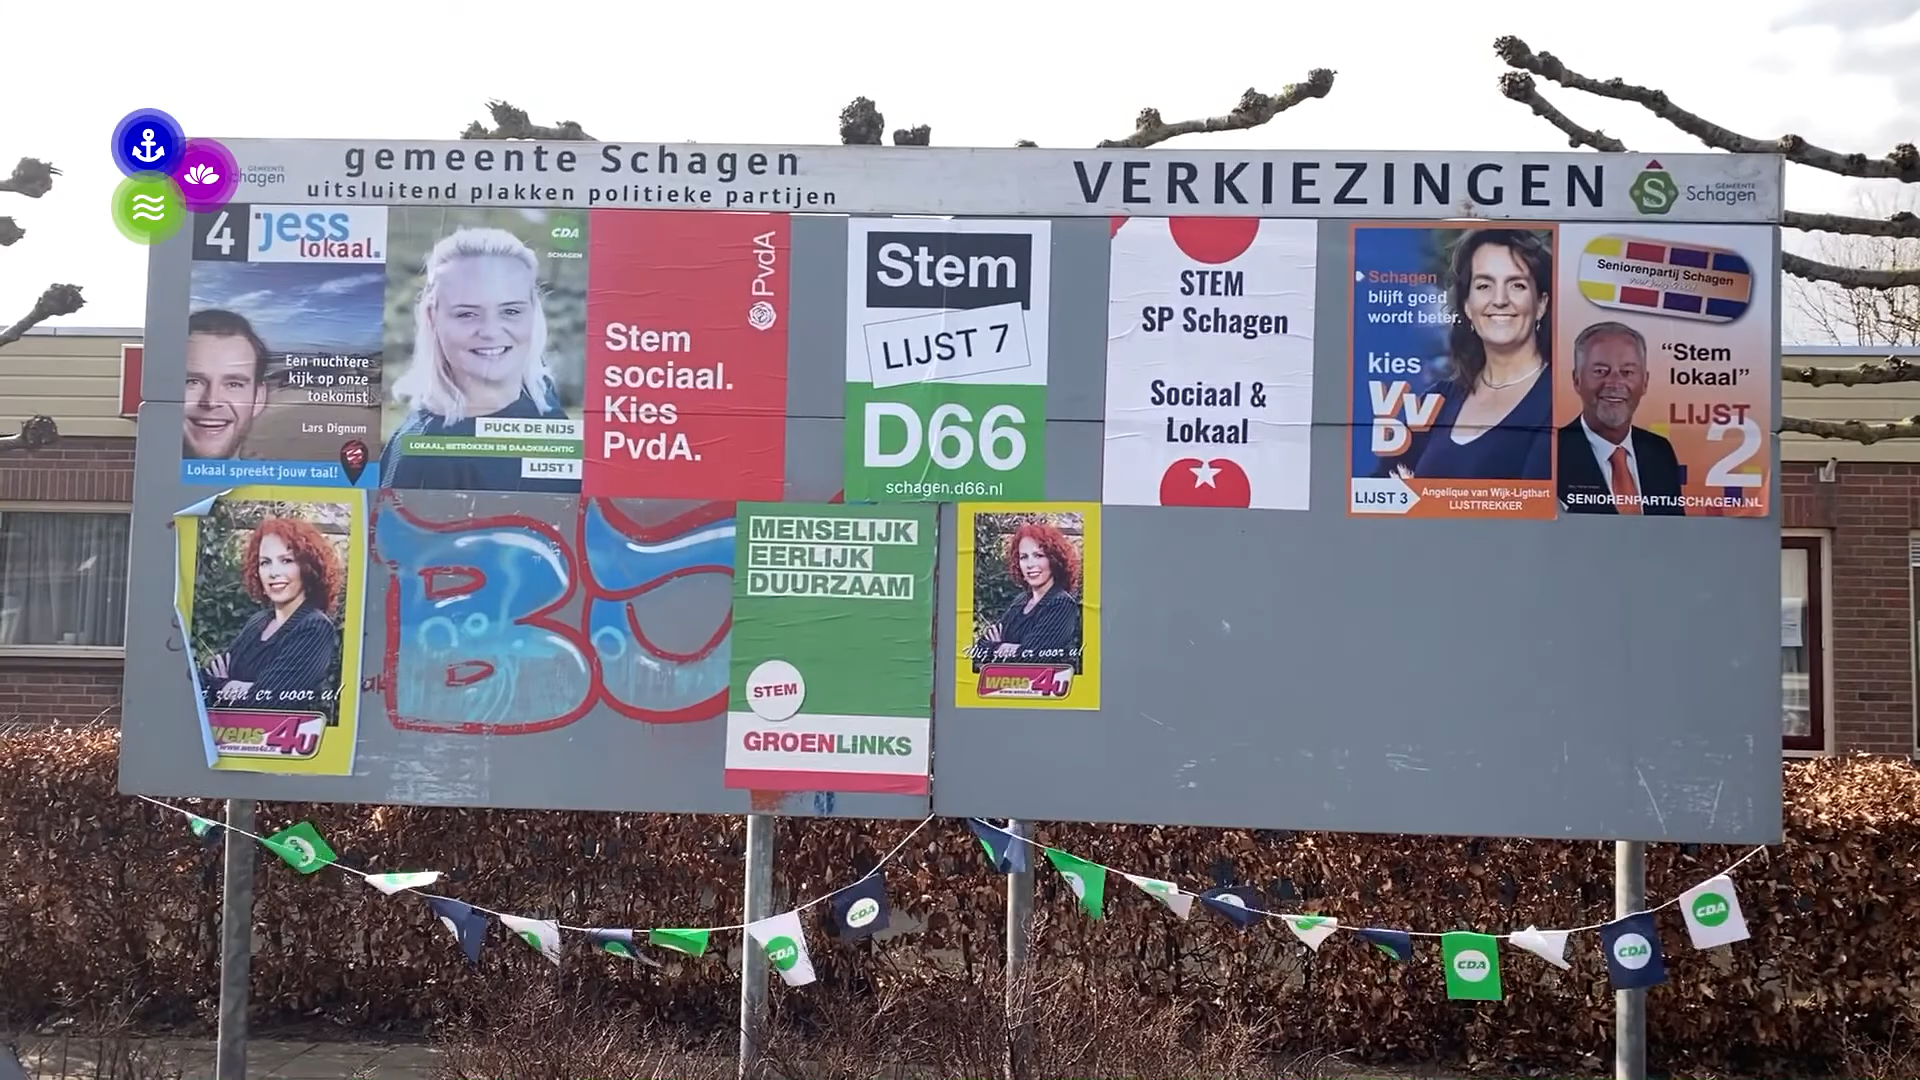 gemeente Schagen
uitsluitend plakken politieke partijen
VERKIEZINGEN
GEMEENTE
Schagen
4
jess
lokaal.
Een nuchtere
kijk op onze
toekomst
Lars Dignum
Lokaal spreekt jouw taal!
CDA
SCHAGEN
PUCK DE NIJS
LOKAAL, BETROKKEN EN DAADKRACHTIG
LIJST 1
PvdA
Stem
sociaal.
Kies
PvdA.
Stem
LIJST 7
D66
schagen.d66.nl
STEM
SP Schagen
Sociaal &
Lokaal
Schagen
blijft goed
wordt beter.
kies
VVD
LIJST 3
Angelique van Wijk-Ligthart
LIJSTTREKKER
Seniorenpartij Schagen
"Stem
lokaal"
LIJST
2
SENIORENPARTIJSCHAGEN.NL
zijn er voor u!
wens4u
www.wens4u.nl
BO
MENSELIJK
EERLIJK
DUURZAAM
STEM
GROENLINKS
Wij zijn er voor u!
wens4u
CDA
CDA
CDA
CDA
CDA